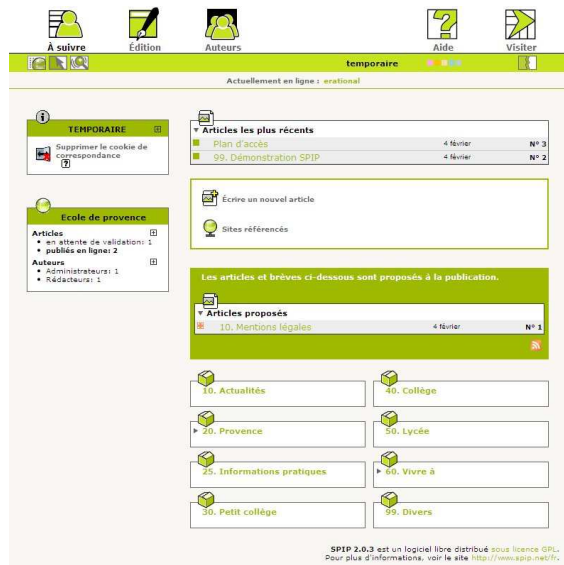 À suivre Édition Auteurs Aide Visiter
temporaire
Actuellement en ligne : erational
TEMPORAIRE
Supprimer le cookie de
correspondance
?
Ecole de provence
Articles
en attente de validation: 1
publiés en ligne: 2
Auteurs
Administrateurs: 1
Rédacteurs: 1
Articles les plus récents
Plan d'accès 4 février N° 3
99. Démonstration SPIP 4 février N° 2
Écrire un nouvel article
Sites référencés
Les articles et brèves ci-dessous sont proposés à la publication.
Articles proposés
10. Mentions légales 4 février N° 1
10. Actualités 40. Collège
20. Provence 50. Lycée
25. Informations pratiques 60. Vivre à
30. Petit collège 99. Divers
SPIP 2.0.3 est un logiciel libre distribué sous licence GPL.
Pour plus d'informations, voir le site http://www.spip.net/fr.